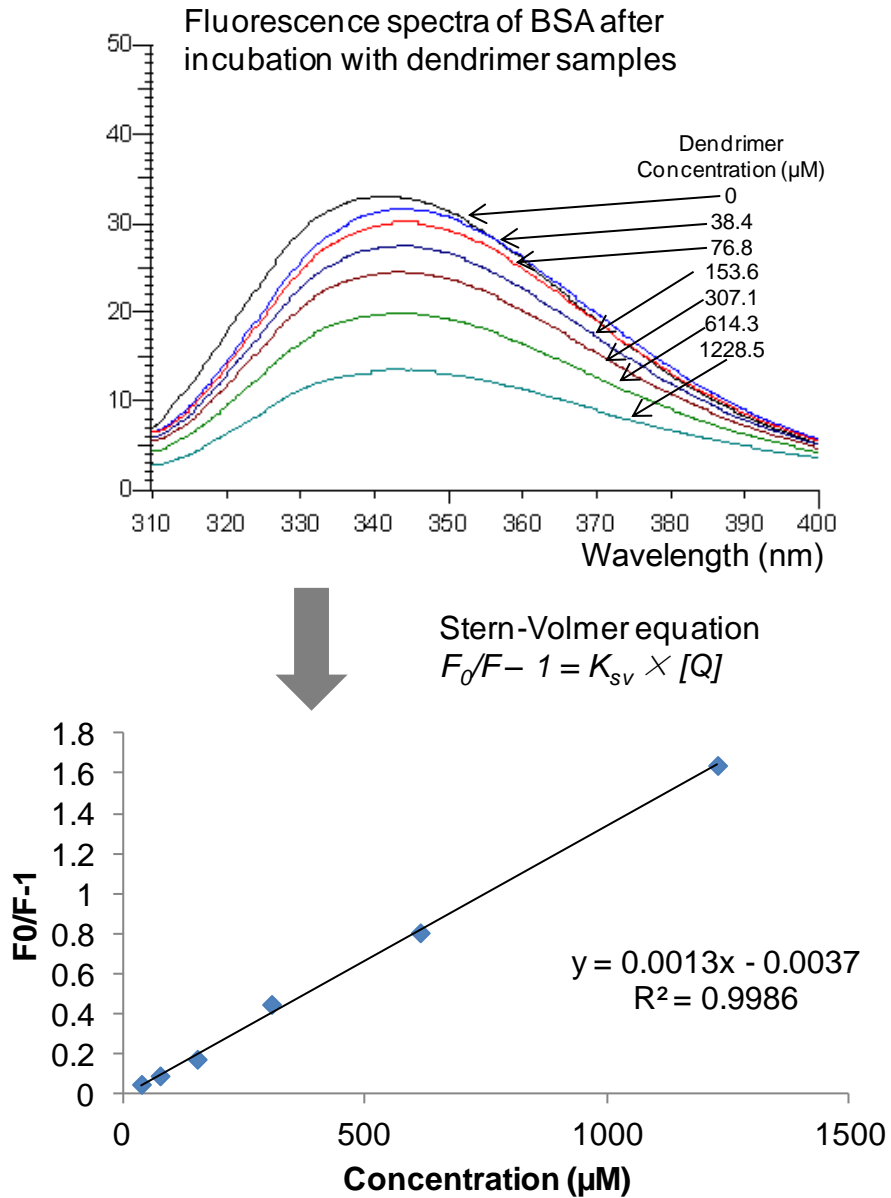 Fluorescence spectra of BSA after
incubation with dendrimer samples
50
40
30
20
10
0
Dendrimer
Concentration (µM)
0
38.4
76.8
153.6
307.1
614.3
1228.5
310 320 330 340 350 360 370 380 390 400
Wavelength (nm)
Stern-Volmer equation
F0/F – 1 = Ksv × [Q]
1.8
1.6
1.4
1.2
1
0.8
0.6
0.4
0.2
0
F0/F-1
y = 0.0013x - 0.0037
R² = 0.9986
0 500 1000 1500
Concentration (µM)